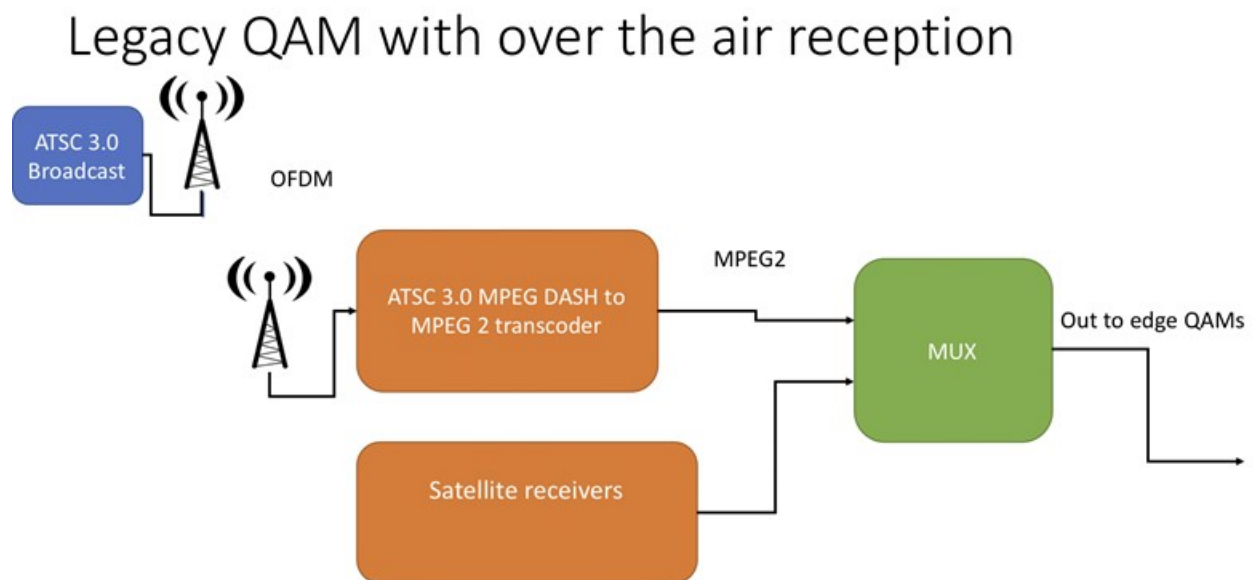 Legacy QAM with over the air reception
ATSC 3.0
Broadcast
OFDM
MPEG2
ATSC 3.0 MPEG DASH to
MPEG 2 transcoder
Out to edge QAMs
MUX
Satellite receivers